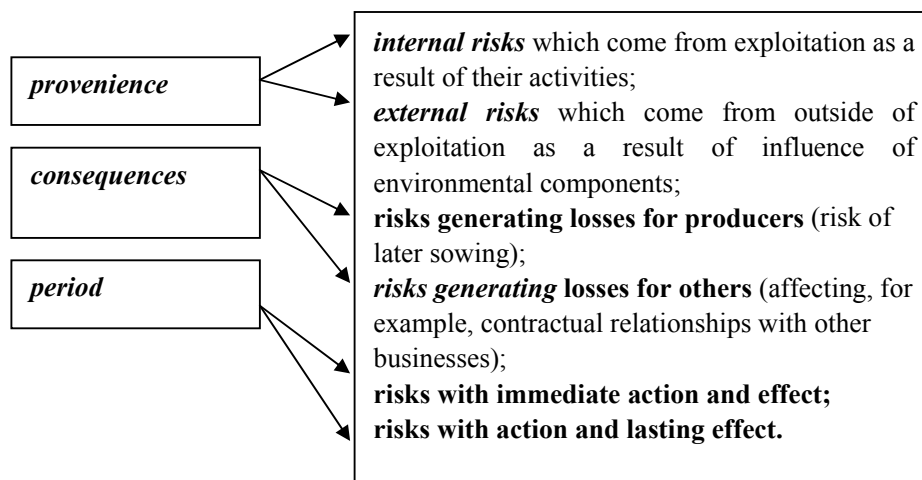 provenience
consequences
period
internal risks which come from exploitation as a
result of their activities;
external risks which come from outside of
exploitation as a result of influence of
environmental components;
risks generating losses for producers (risk of
later sowing);
risks generating losses for others (affecting, for
example, contractual relationships with other
businesses);
risks with immediate action and effect;
risks with action and lasting effect.